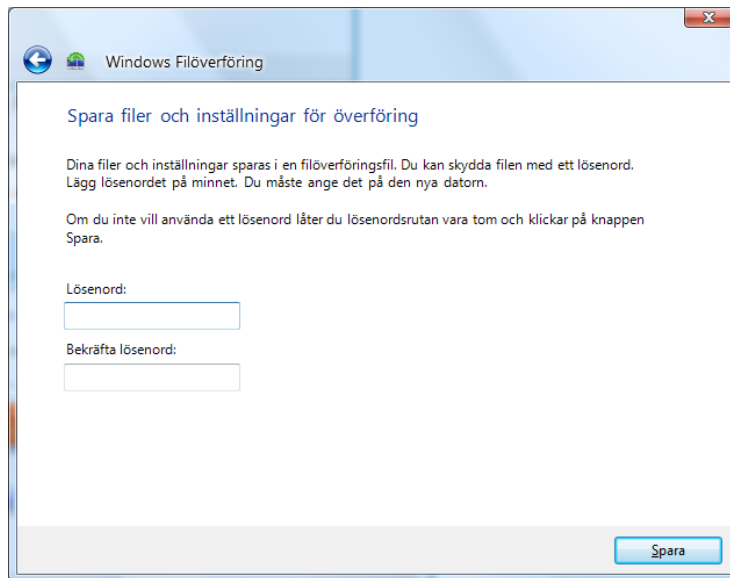 Windows Filöverföring
Spara filer och inställningar för överföring
Dina filer och inställningar sparas i en filöverföringsfil. Du kan skydda filen med ett lösenord.
Lägg lösenordet på minnet. Du måste ange det på den nya datorn.
Om du inte vill använda ett lösenord låter du lösenordsrutan vara tom och klickar på knappen
Spara.
Lösenord:
Bekräfta lösenord:
Spara